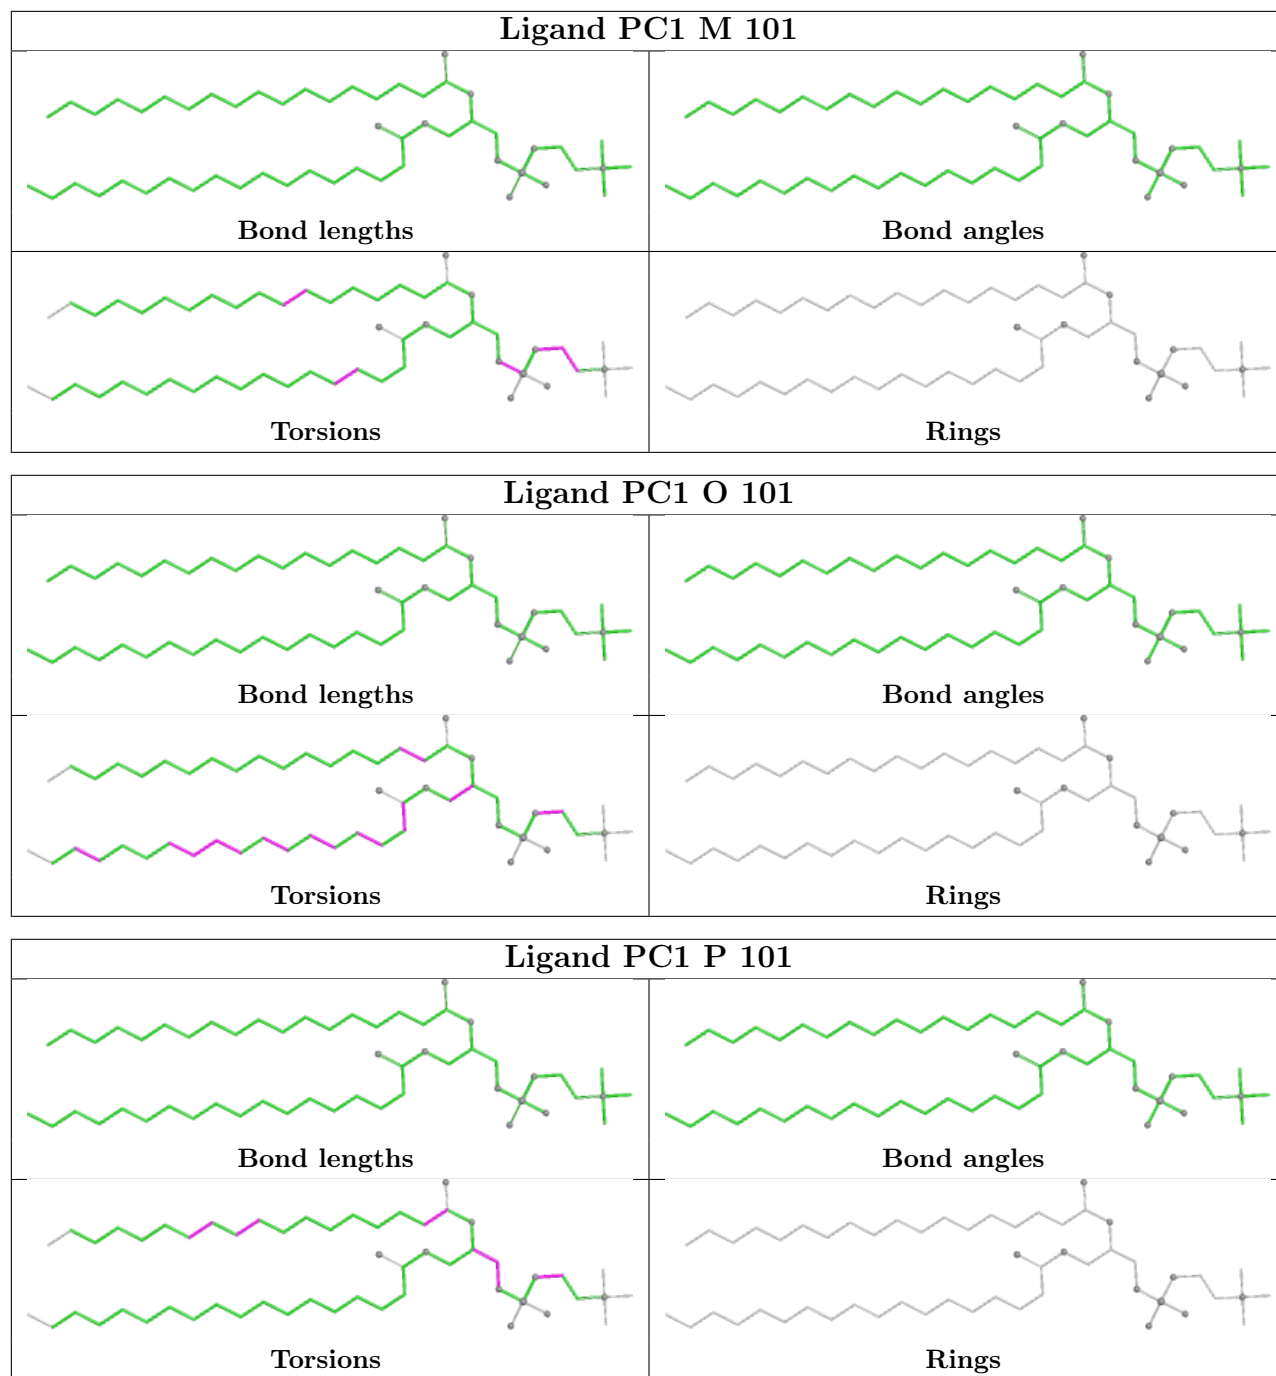 Ligand PC1 M 101
Bond lengths
Bond angles
Torsions
Rings
Ligand PC1 O 101
Bond lengths
Bond angles
Torsions
Rings
Ligand PC1 P 101
Bond lengths
Bond angles
Torsions
Rings